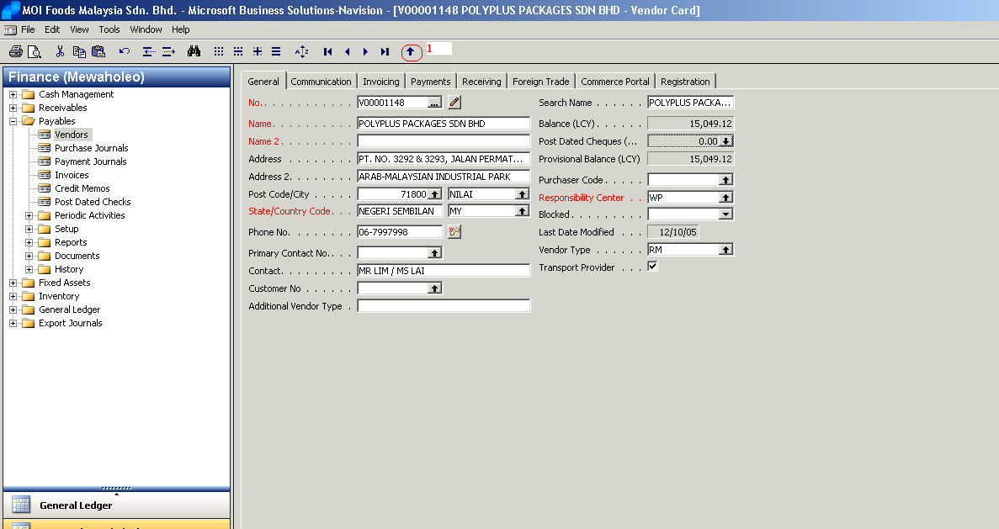 MOI Foods Malaysia Sdn. Bhd. - Microsoft Business Solutions-Navision - [V00001148 POLYPLUS PACKAGES SDN BHD - Vendor Card]
File Edit View Tools Window Help
1
Finance (Mewaholeo)
Cash Management
Receivables
Payables
Vendors
Purchase Journals
Payment Journals
Invoices
Credit Memos
Post Dated Checks
Periodic Activities
Setup
Reports
Documents
History
Fixed Assets
Inventory
General Ledger
Export Journals
General Ledger
General Communication Invoicing Payments Receiving Foreign Trade Commerce Portal Registration
No. . . . . . . . . . . V00001148 ...
Name . . . . . . . . . . POLYPLUS PACKAGES SDN BHD
Name 2 . . . . . . . . .
Address . . . . . . . . PT. NO. 3292 & 3293, JALAN PERMAT...
Address 2. . . . . . . . ARAB-MALAYSIAN INDUSTRIAL PARK
Post Code/City . . . . . 71800 NILAI
State/Country Code . . . NEGERI SEMBILAN MY
Phone No. . . . . . . . 06-7997998
Primary Contact No. . . .
Contact. . . . . . . . . MR LIM / MS LAI
Customer No . . . . . .
Additional Vendor Type .
Search Name . . . . . . POLYPLUS PACKA...
Balance (LCY) . . . . . . 15,049.12
Post Dated Cheques (... 0.00
Provisional Balance (LCY) 15,049.12
Purchaser Code . . . . .
Responsibility Center . . WP
Blocked . . . . . . . . .
Last Date Modified . . . 12/10/05
Vendor Type . . . . . . RM
Transport Provider . . .